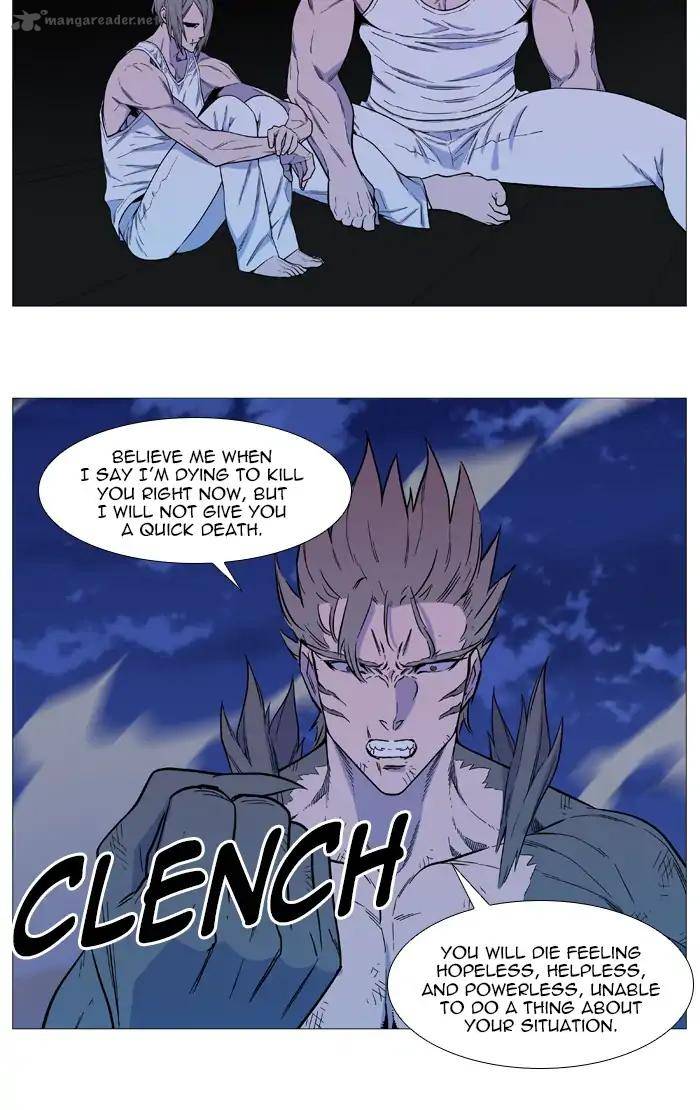 mangareader.net
BELIEVE ME WHEN
I SAY I'M DYING TO KILL
YOU RIGHT NOW, BUT
I WILL NOT GIVE YOU
A QUICK DEATH.
CLENCH
YOU WILL DIE FEELING
HOPELESS, HELPLESS,
AND POWERLESS, UNABLE
TO DO A THING ABOUT
YOUR SITUATION.